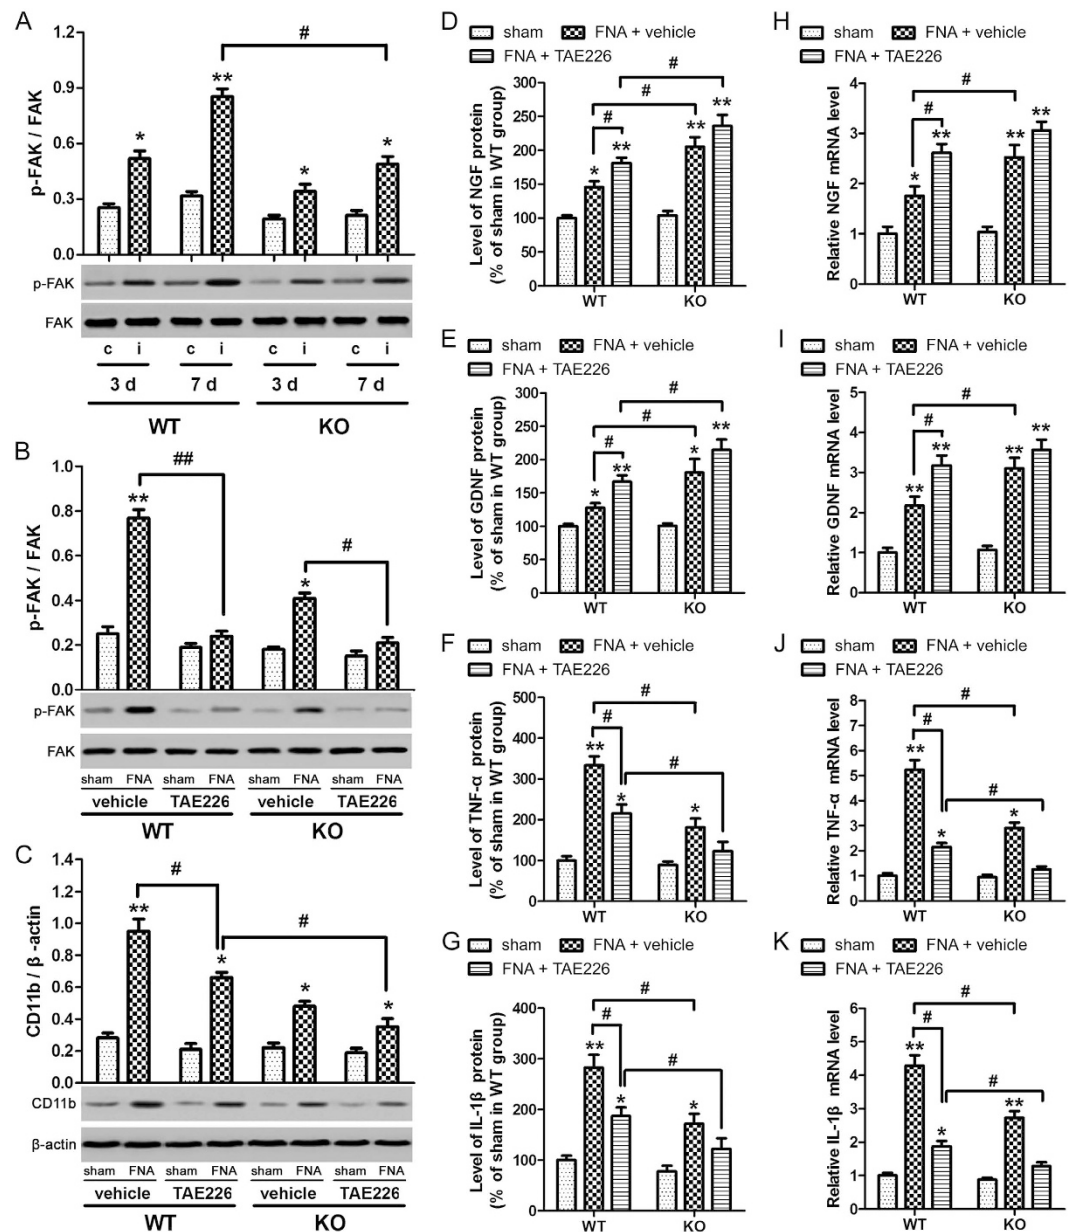 A
1.2
0.9
0.6
0.3
0.0
p-FAK / FAK
*
**
*
*
#
p-FAK
FAK
c i c i c i c i
3 d 7 d 3 d 7 d
WT KO
B
1.0
0.8
0.6
0.4
0.2
0.0
p-FAK / FAK
**
##
*
#
p-FAK
FAK
sham FNA sham FNA sham FNA sham FNA
vehicle TAE226 vehicle TAE226
WT KO
C
1.4
1.2
1.0
0.8
0.6
0.4
0.2
0.0
CD11b / β -actin
**
#
*
#
*
*
CD11b
β-actin
sham FNA sham FNA sham FNA sham FNA
vehicle TAE226 vehicle TAE226
WT KO
D
sham FNA + vehicle
FNA + TAE226
300
250
200
150
100
50
0
Level of NGF protein
(% of sham in WT group)
#
#
#
*
**
**
**
WT KO
E
sham FNA + vehicle
FNA + TAE226
300
250
200
150
100
50
0
Level of GDNF protein
(% of sham in WT group)
#
#
#
*
**
*
**
WT KO
F
sham FNA + vehicle
FNA + TAE226
500
400
300
200
100
0
Level of TNF-α protein
(% of sham in WT group)
#
#
#
**
*
*
WT KO
G
sham FNA + vehicle
FNA + TAE226
400
300
200
100
0
Level of IL-1β protein
(% of sham in WT group)
#
#
#
**
*
*
WT KO
H
sham FNA + vehicle
FNA + TAE226
4
3
2
1
0
Relative NGF mRNA level
#
#
*
**
**
**
WT KO
I
sham FNA + vehicle
FNA + TAE226
5
4
3
2
1
0
Relative GDNF mRNA level
#
#
**
**
**
**
WT KO
J
sham FNA + vehicle
FNA + TAE226
8
7
6
5
4
3
2
1
0
Relative TNF-α mRNA level
#
#
#
**
*
*
WT KO
K
sham FNA + vehicle
FNA + TAE226
6
5
4
3
2
1
0
Relative IL-1β mRNA level
#
#
#
**
*
**
WT KO